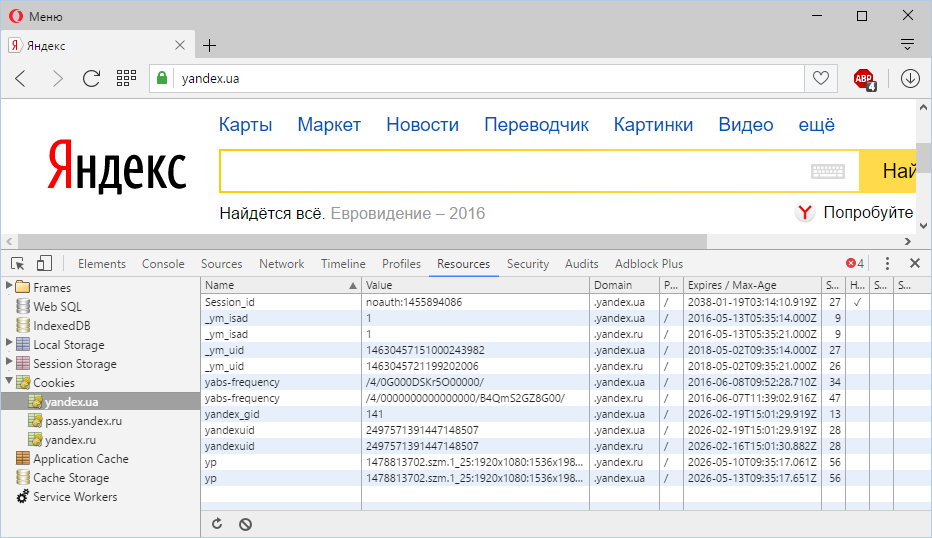 Меню
Яндекс
yandex.ua
ABP 4
Карты Маркет Новости Переводчик Картинки Видео ещё
Яндекс
Най
Найдётся всё. Евровидение – 2016
Y Попробуйте
Elements Console Sources Network Timeline Profiles Resources Security Audits Adblock Plus 4
Frames
Web SQL
IndexedDB
Local Storage
Session Storage
Cookies
yandex.ua
pass.yandex.ru
yandex.ru
Application Cache
Cache Storage
Service Workers
Name Value Domain P... Expires / Max-Age S... H... S... S...
Session_id noauth:1455894086 .yandex.ua / 2038-01-19T03:14:10.919Z 27 ✓
_ym_isad 1 .yandex.ua / 2016-05-13T05:35:14.000Z 9
_ym_isad 1 .yandex.ru / 2016-05-13T05:35:21.000Z 9
_ym_uid 14630457151000243982 .yandex.ua / 2018-05-02T09:35:14.000Z 27
_ym_uid 1463045721199202006 .yandex.ru / 2018-05-02T09:35:21.000Z 26
yabs-frequency /4/0G000DSKr5O00000/ .yandex.ua / 2016-06-08T09:52:28.710Z 34
yabs-frequency /4/0000000000000000/B4QmS2GZ8G00/ .yandex.ru / 2016-06-07T11:39:02.916Z 47
yandex_gid 141 .yandex.ua / 2026-02-19T15:01:29.919Z 13
yandexuid 2497571391447148507 .yandex.ua / 2026-02-19T15:01:29.919Z 28
yandexuid 2497571391447148507 .yandex.ru / 2026-02-16T15:01:30.882Z 28
yp 1478813702.szm.1_25:1920x1080:1536x198... .yandex.ru / 2026-05-10T09:35:17.061Z 56
yp 1478813702.szm.1_25:1920x1080:1536x198... .yandex.ua / 2026-05-13T09:35:17.651Z 56